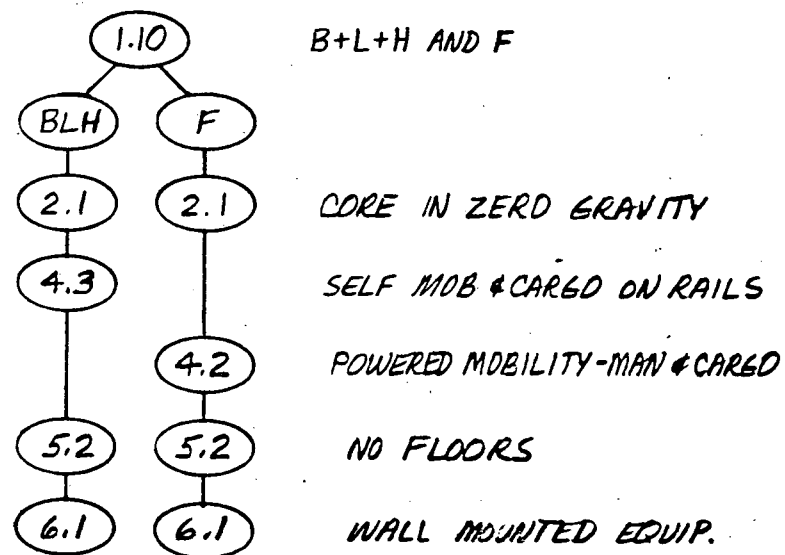 1.10 B+L+H AND F
BLH F
2.1 2.1 CORE IN ZERO GRAVITY
4.3 SELF MOB & CARGO ON RAILS
4.2 POWERED MOBILITY-MAN & CARGO
5.2 5.2 NO FLOORS
6.1 6.1 WALL MOUNTED EQUIP.